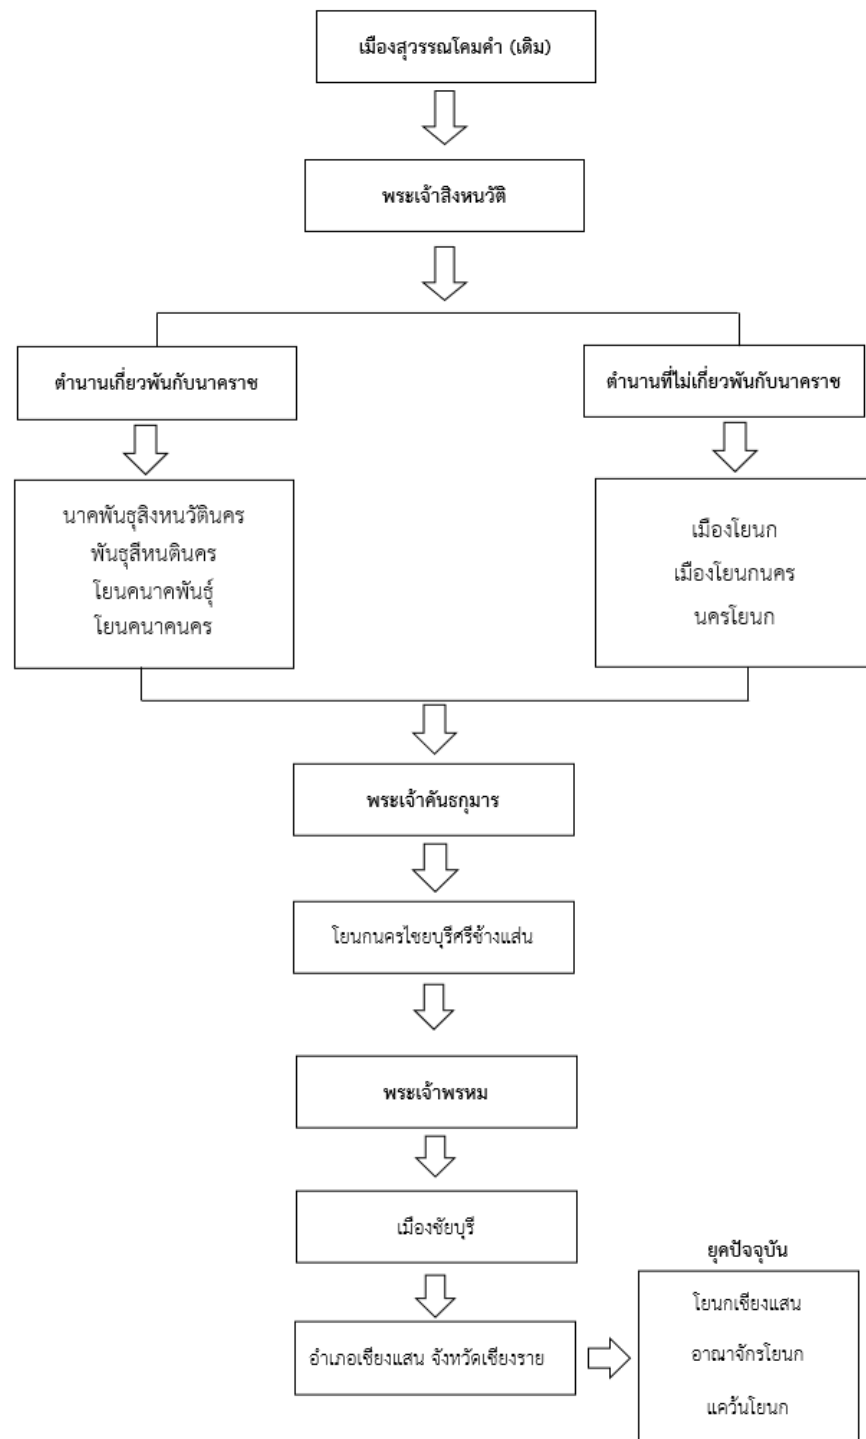 เมืองสุวรรณโคมคำ (เดิม)
พระเจ้าสิงหนวัติ
ตำนานเกี่ยวพันกับนาคราช
ตำนานที่ไม่เกี่ยวพันกับนาคราช
นาคพันธุสิงหนวัตินคร
พันธุสีหนตินคร
โยนคนาคพันธุ์
โยนคนาคนคร
เมืองโยนก
เมืองโยนกนคร
นครโยนก
พระเจ้าคันธกุมาร
โยนกนครไชยบุรีศรีช้างแส่น
พระเจ้าพรหม
เมืองชัยบุรี
อำเภอเชียงแสน จังหวัดเชียงราย
ยุคปัจจุบัน
โยนกเชียงแสน
อาณาจักรโยนก
แคว้นโยนก